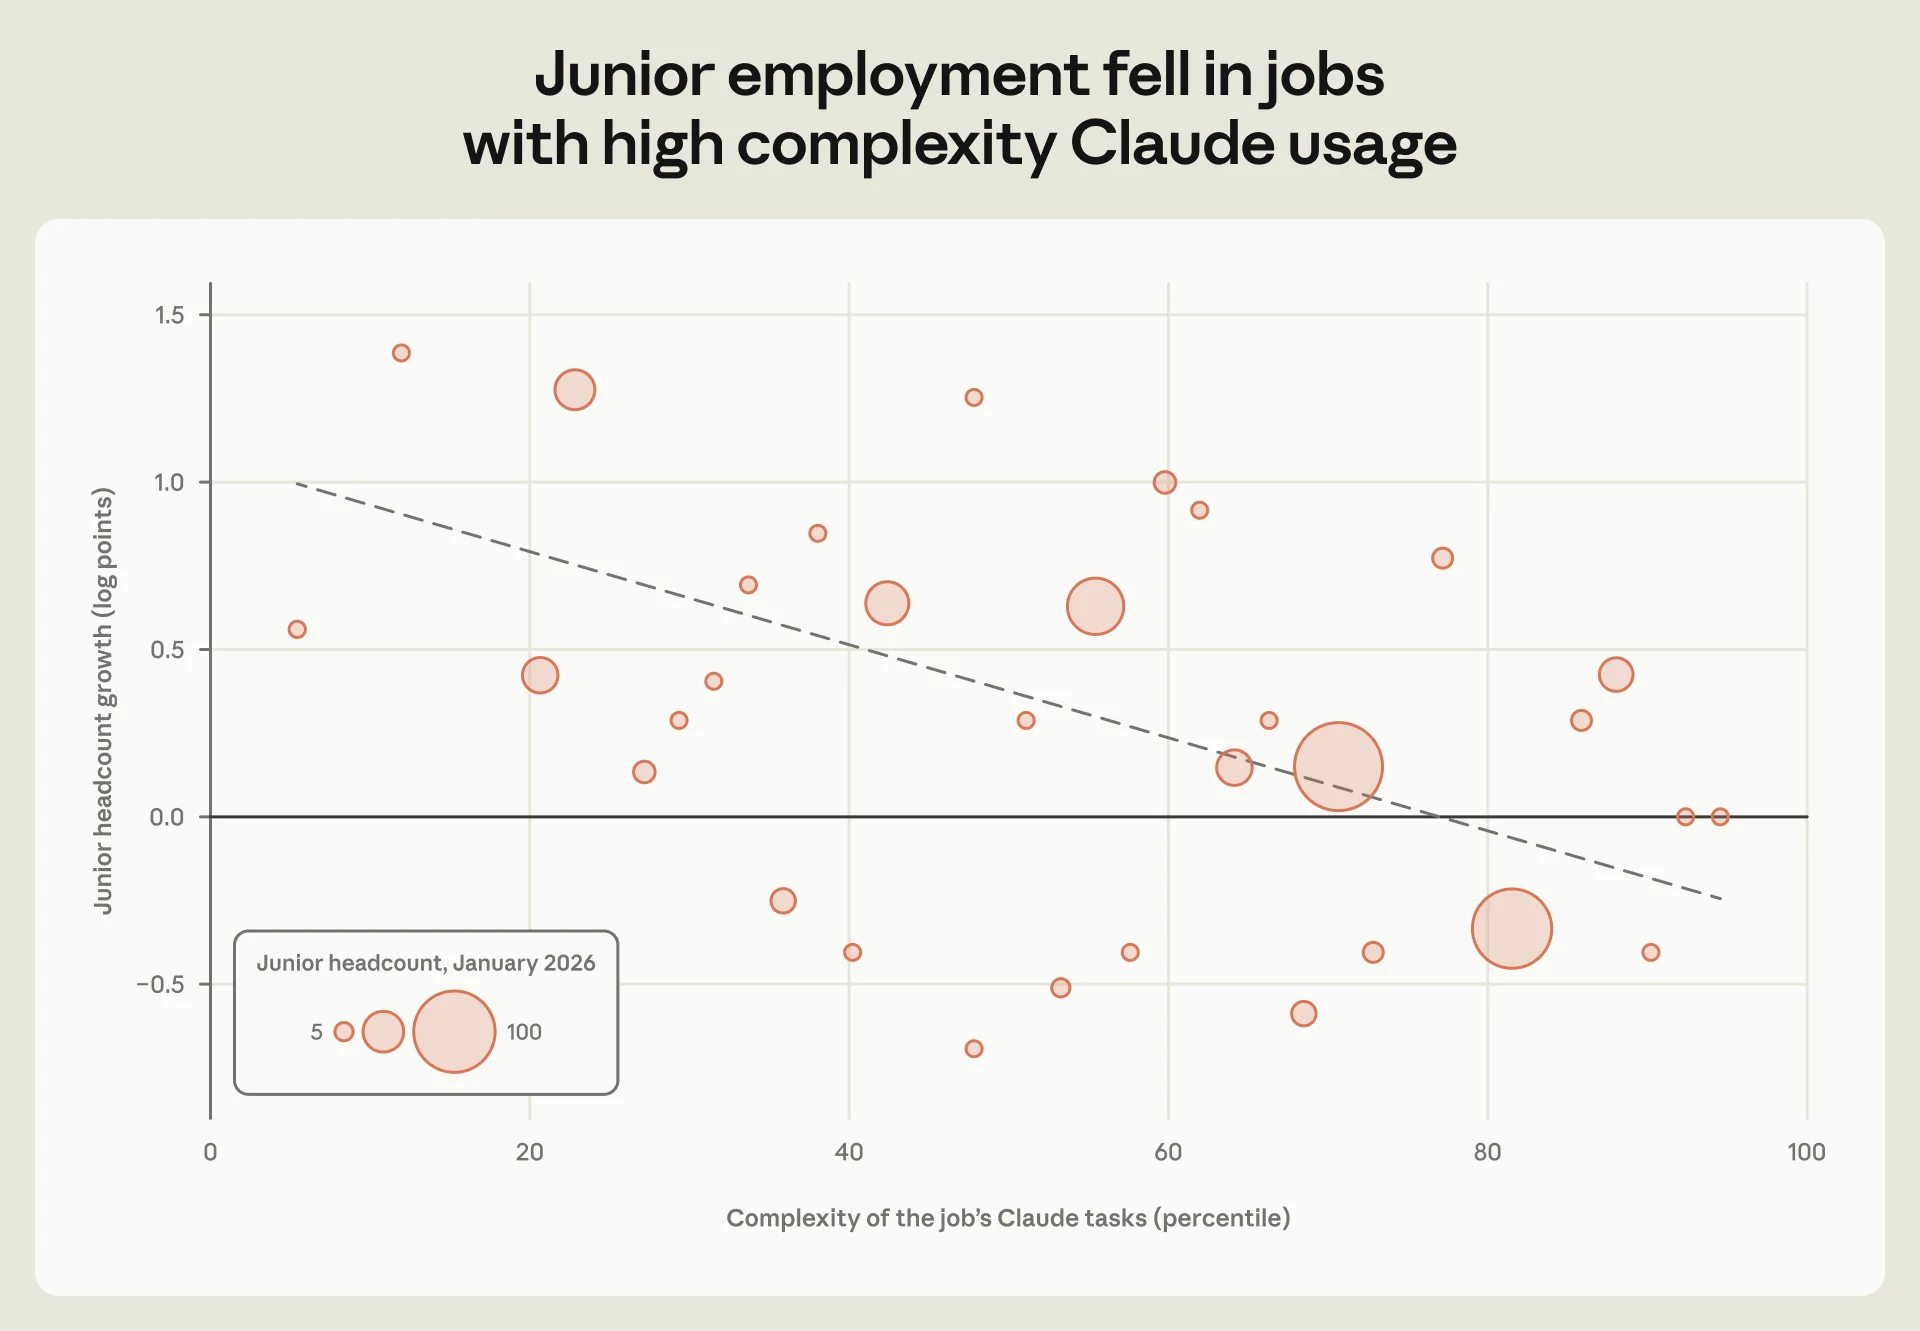 Junior employment fell in jobs
with high complexity Claude usage
Junior headcount growth (log points)
1.5
1.0
0.5
0.0
−0.5
Junior headcount, January 2026
5
100
0
20
40
60
80
100
Complexity of the job’s Claude tasks (percentile)